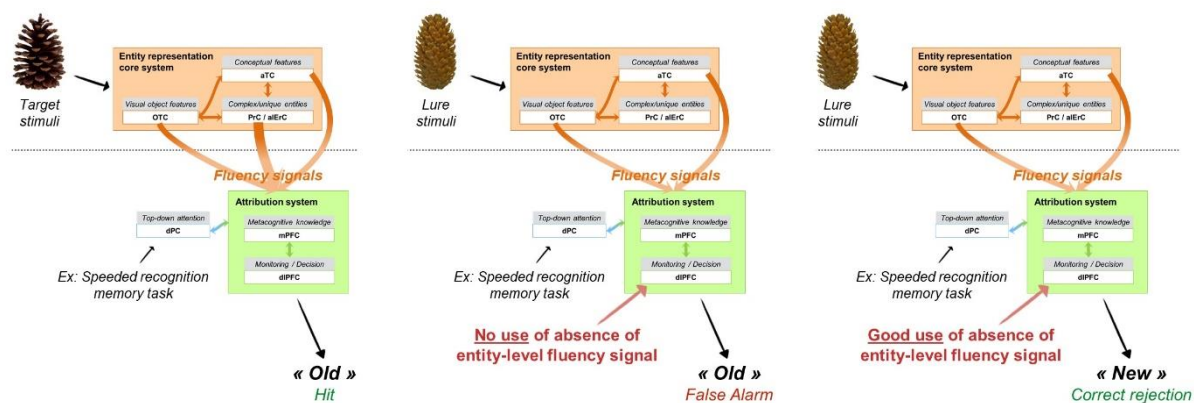 Target
stimuli
Entity representation
core system
Conceptual features
aTC
Visual object features
OTC
Complex/unique entities
PrC / alErC
Fluency signals
Attribution system
Top-down attention
dPC
Metacognitive knowledge
mPFC
Monitoring / Decision
dlPFC
Ex: Speeded recognition
memory task
« Old »
Hit
Lure
stimuli
Entity representation
core system
Conceptual features
aTC
Visual object features
OTC
Complex/unique entities
PrC / alErC
Fluency signals
Attribution system
Top-down attention
dPC
Metacognitive knowledge
mPFC
Monitoring / Decision
dlPFC
Ex: Speeded recognition
memory task
No use of absence of
entity-level fluency signal
« Old »
False Alarm
Lure
stimuli
Entity representation
core system
Conceptual features
aTC
Visual object features
OTC
Complex/unique entities
PrC / alErC
Fluency signals
Attribution system
Top-down attention
dPC
Metacognitive knowledge
mPFC
Monitoring / Decision
dlPFC
Ex: Speeded recognition
memory task
Good use of absence of
entity-level fluency signal
« New »
Correct rejection